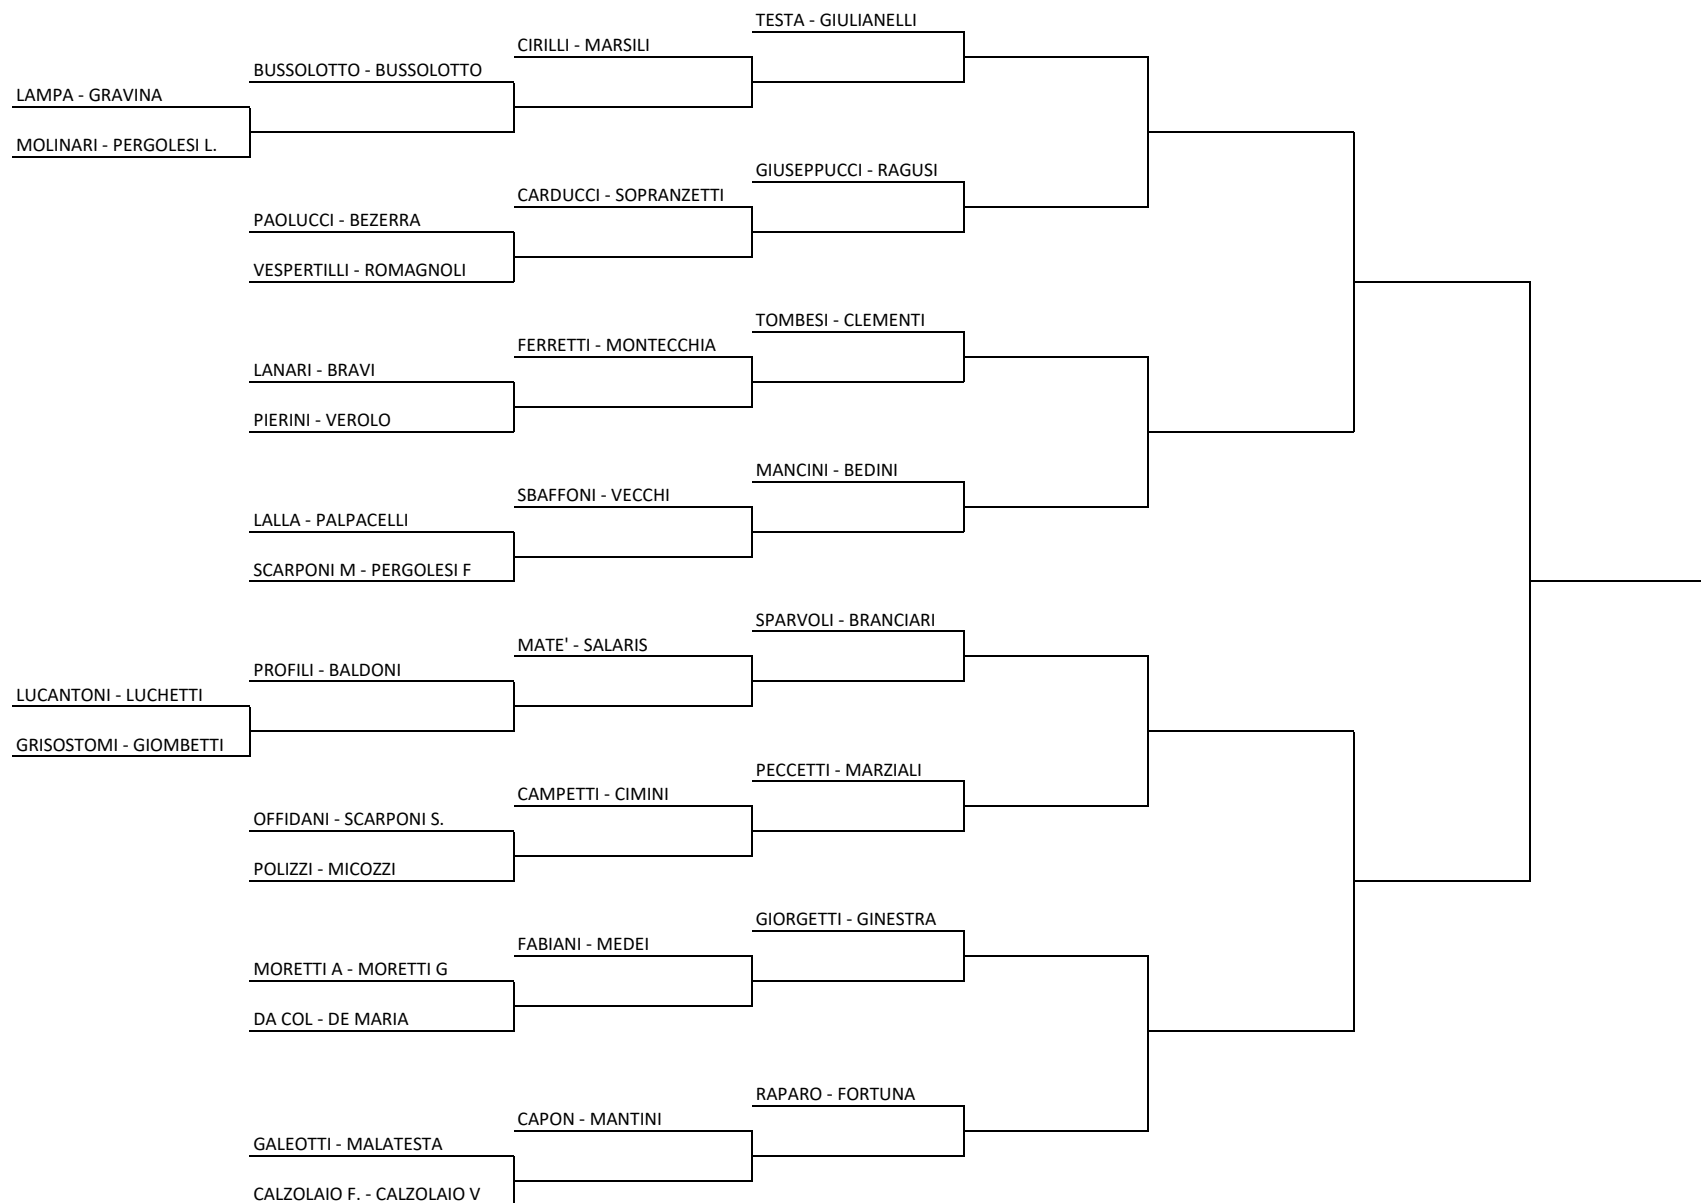 TESTA - GIULIANELLI
CIRILLI - MARSILI
BUSSOLOTTO - BUSSOLOTTO
LAMPA - GRAVINA
MOLINARI - PERGOLESI L.
GIUSEPPUCCI - RAGUSI
CARDUCCI - SOPRANZETTI
PAOLUCCI - BEZERRA
VESPERTILLI - ROMAGNOLI
TOMBESI - CLEMENTI
FERRETTI - MONTECCHIA
LANARI - BRAVI
PIERINI - VEROLO
MANCINI - BEDINI
SBAFFONI - VECCHI
LALLA - PALPACELLI
SCARPONI M - PERGOLESI F
SPARVOLI - BRANCIARI
MATE' - SALARIS
PROFILI - BALDONI
LUCANTONI - LUCHETTI
GRISOSTOMI - GIOMBETTI
PECCETTI - MARZIALI
CAMPETTI - CIMINI
OFFIDANI - SCARPONI S.
POLIZZI - MICOZZI
GIORGETTI - GINESTRA
FABIANI - MEDEI
MORETTI A - MORETTI G
DA COL - DE MARIA
RAPARO - FORTUNA
CAPON - MANTINI
GALEOTTI - MALATESTA
CALZOLAIO F. - CALZOLAIO V